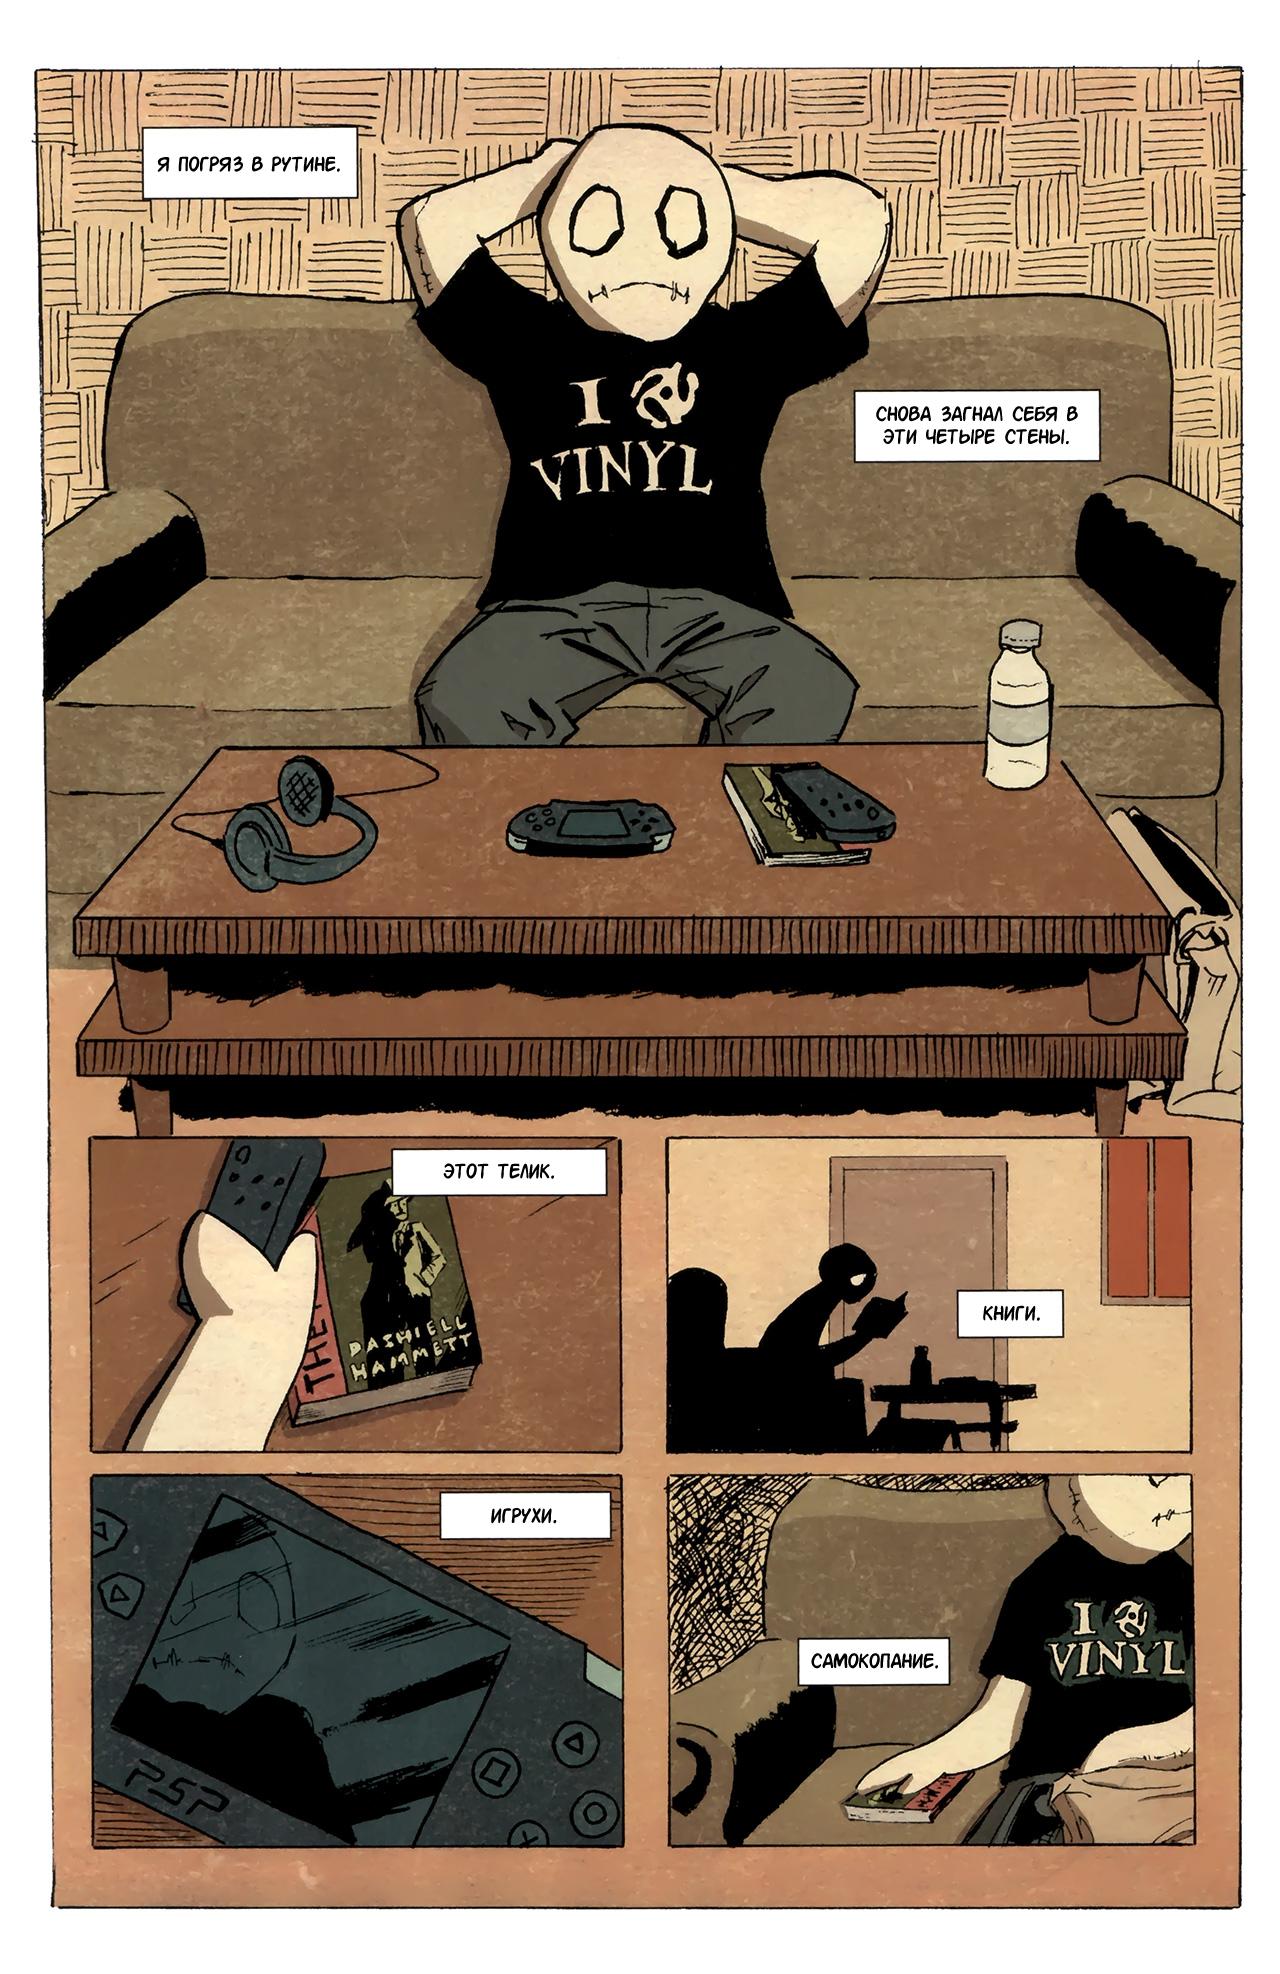 Я ПОГРЯЗ В РУТИНЕ.
I
VINYL
СНОВА ЗАГНАЛ СЕБЯ В
ЭТИ ЧЕТЫРЕ СТЕНЫ.
ЭТОТ ТЕЛИК.
THE
DASHIELL
HAMMETT
КНИГИ.
ИГРУХИ.
PSP
САМОКОПАНИЕ.
I
VINYL